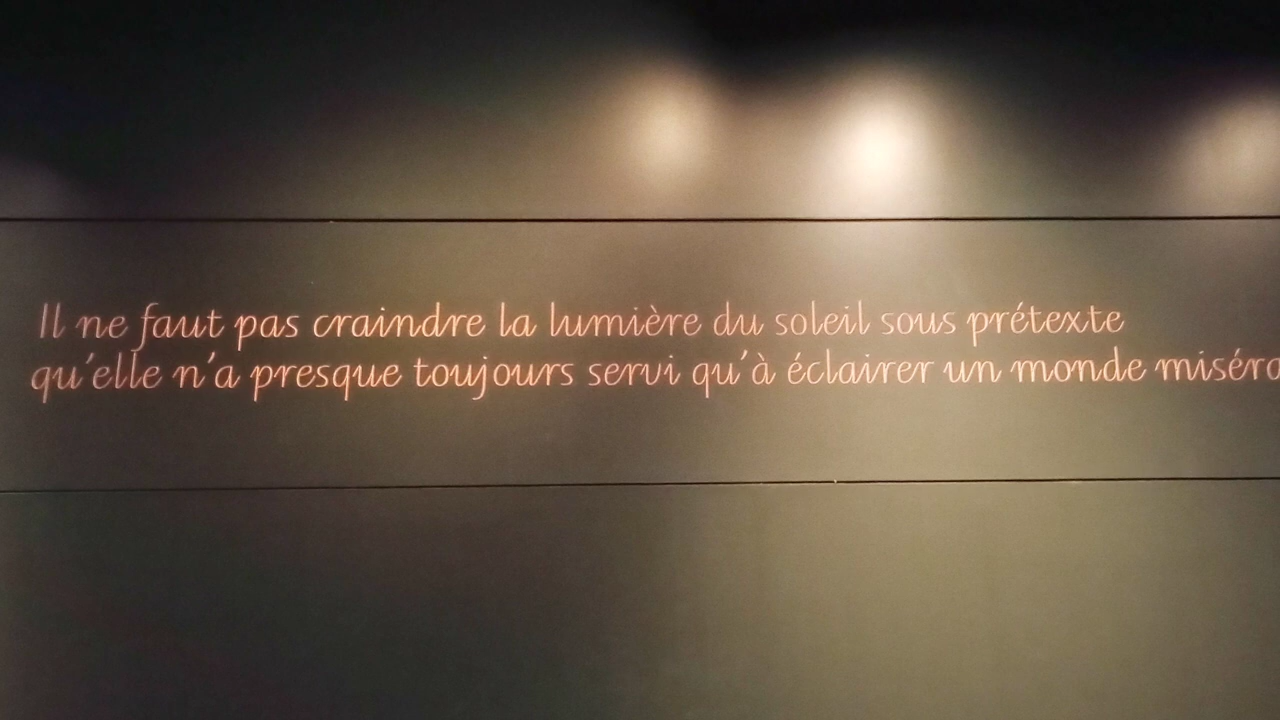 Il ne faut pas craindre la lumière du soleil sous prétexte
qu'elle n'a presque toujours servi qu'à éclairer un monde